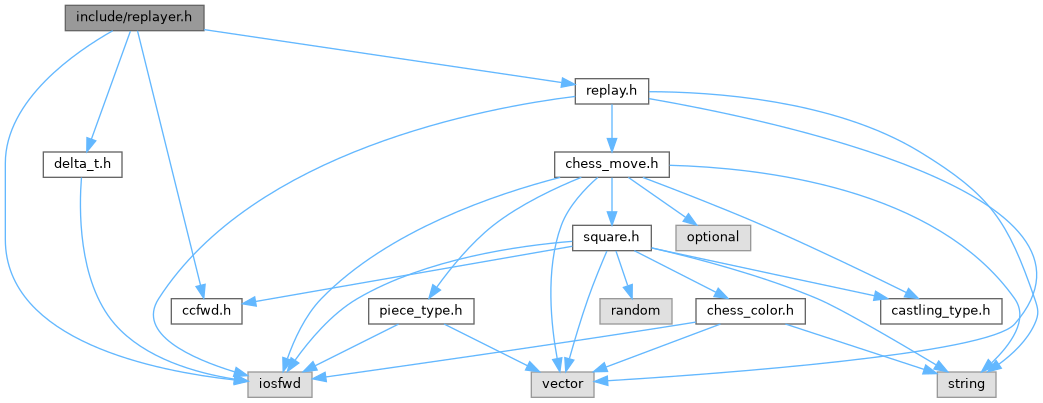 include/replayer.h
replay.h
delta_t.h
chess_move.h
square.h
optional
ccfwd.h
piece_type.h
random
chess_color.h
castling_type.h
iosfwd
vector
string